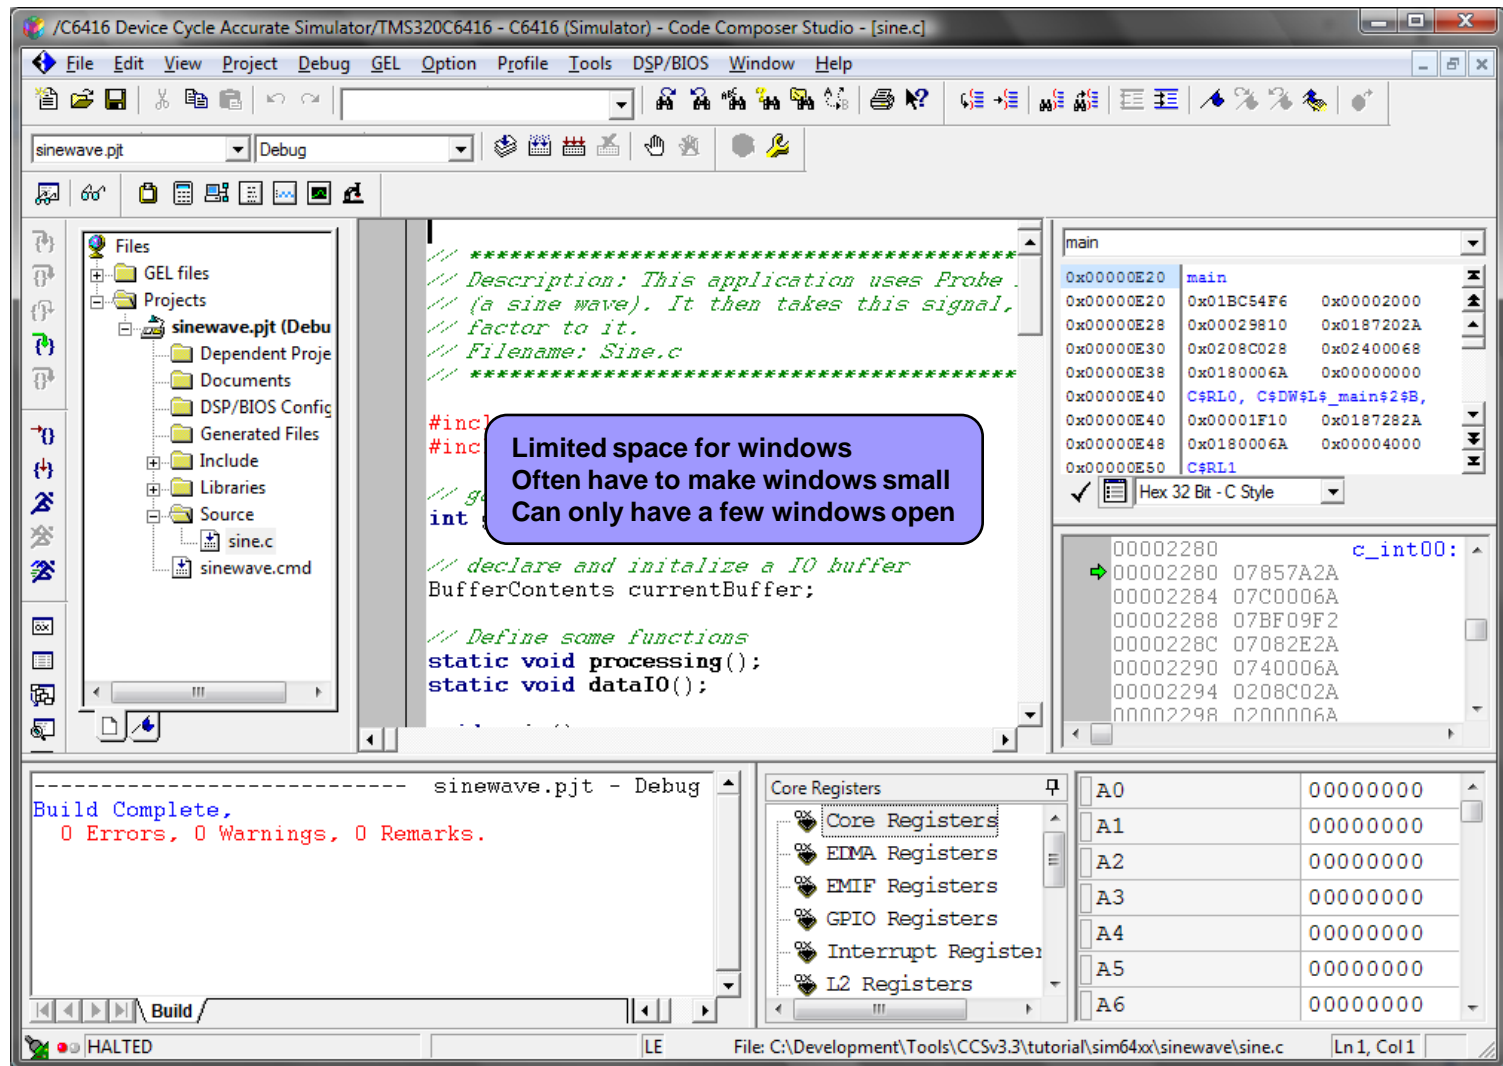 /C6416 Device Cycle Accurate Simulator/TMS320C6416 - C6416 (Simulator) - Code Composer Studio - [sine.c]
File Edit View Project Debug GEL Option Profile Tools DSP/BIOS Window Help
sinewave.pjt Debug
Files
GEL files
Projects
sinewave.pjt (Debu
Dependent Proje
Documents
DSP/BIOS Config
Generated Files
Include
Libraries
Source
sine.c
sinewave.cmd
// *****************************************
// Description: This application uses Probe
// (a sine wave). It then takes this signal,
// factor to it.
// Filename: Sine.c
// *****************************************
#incl
#inc
// g
int g
// declare and initalize a IO buffer
BufferContents currentBuffer;
// Define some functions
static void processing();
static void dataIO();
Limited space for windows
Often have to make windows small
Can only have a few windows open
main
0x00000E20 main
0x00000E20 0x01BC54F6 0x00002000
0x00000E28 0x00029810 0x0187202A
0x00000E30 0x0208C028 0x02400068
0x00000E38 0x0180006A 0x00000000
0x00000E40 C$RL0, C$DW$L$_main$2$B,
0x00000E40 0x00001F10 0x0187282A
0x00000E48 0x0180006A 0x00004000
0x00000E50 C$RL1
Hex 32 Bit - C Style
00002280 c_int00:
00002280 07857A2A
00002284 07C0006A
00002288 07BF09F2
0000228C 07082E2A
00002290 0740006A
00002294 0208C02A
00002298 0200006A
---------------------------- sinewave.pjt - Debug
Build Complete,
0 Errors, 0 Warnings, 0 Remarks.
Build
Core Registers
Core Registers
EDMA Registers
EMIF Registers
GPIO Registers
Interrupt Register
L2 Registers
A0 00000000
A1 00000000
A2 00000000
A3 00000000
A4 00000000
A5 00000000
A6 00000000
HALTED LE File: C:\Development\Tools\CCSv3.3\tutorial\sim64xx\sinewave\sine.c Ln 1, Col 1